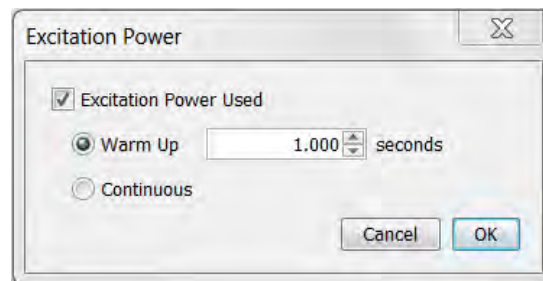 Excitation Power
Excitation Power Used
Warm Up 1.000 seconds
Continuous
Cancel OK